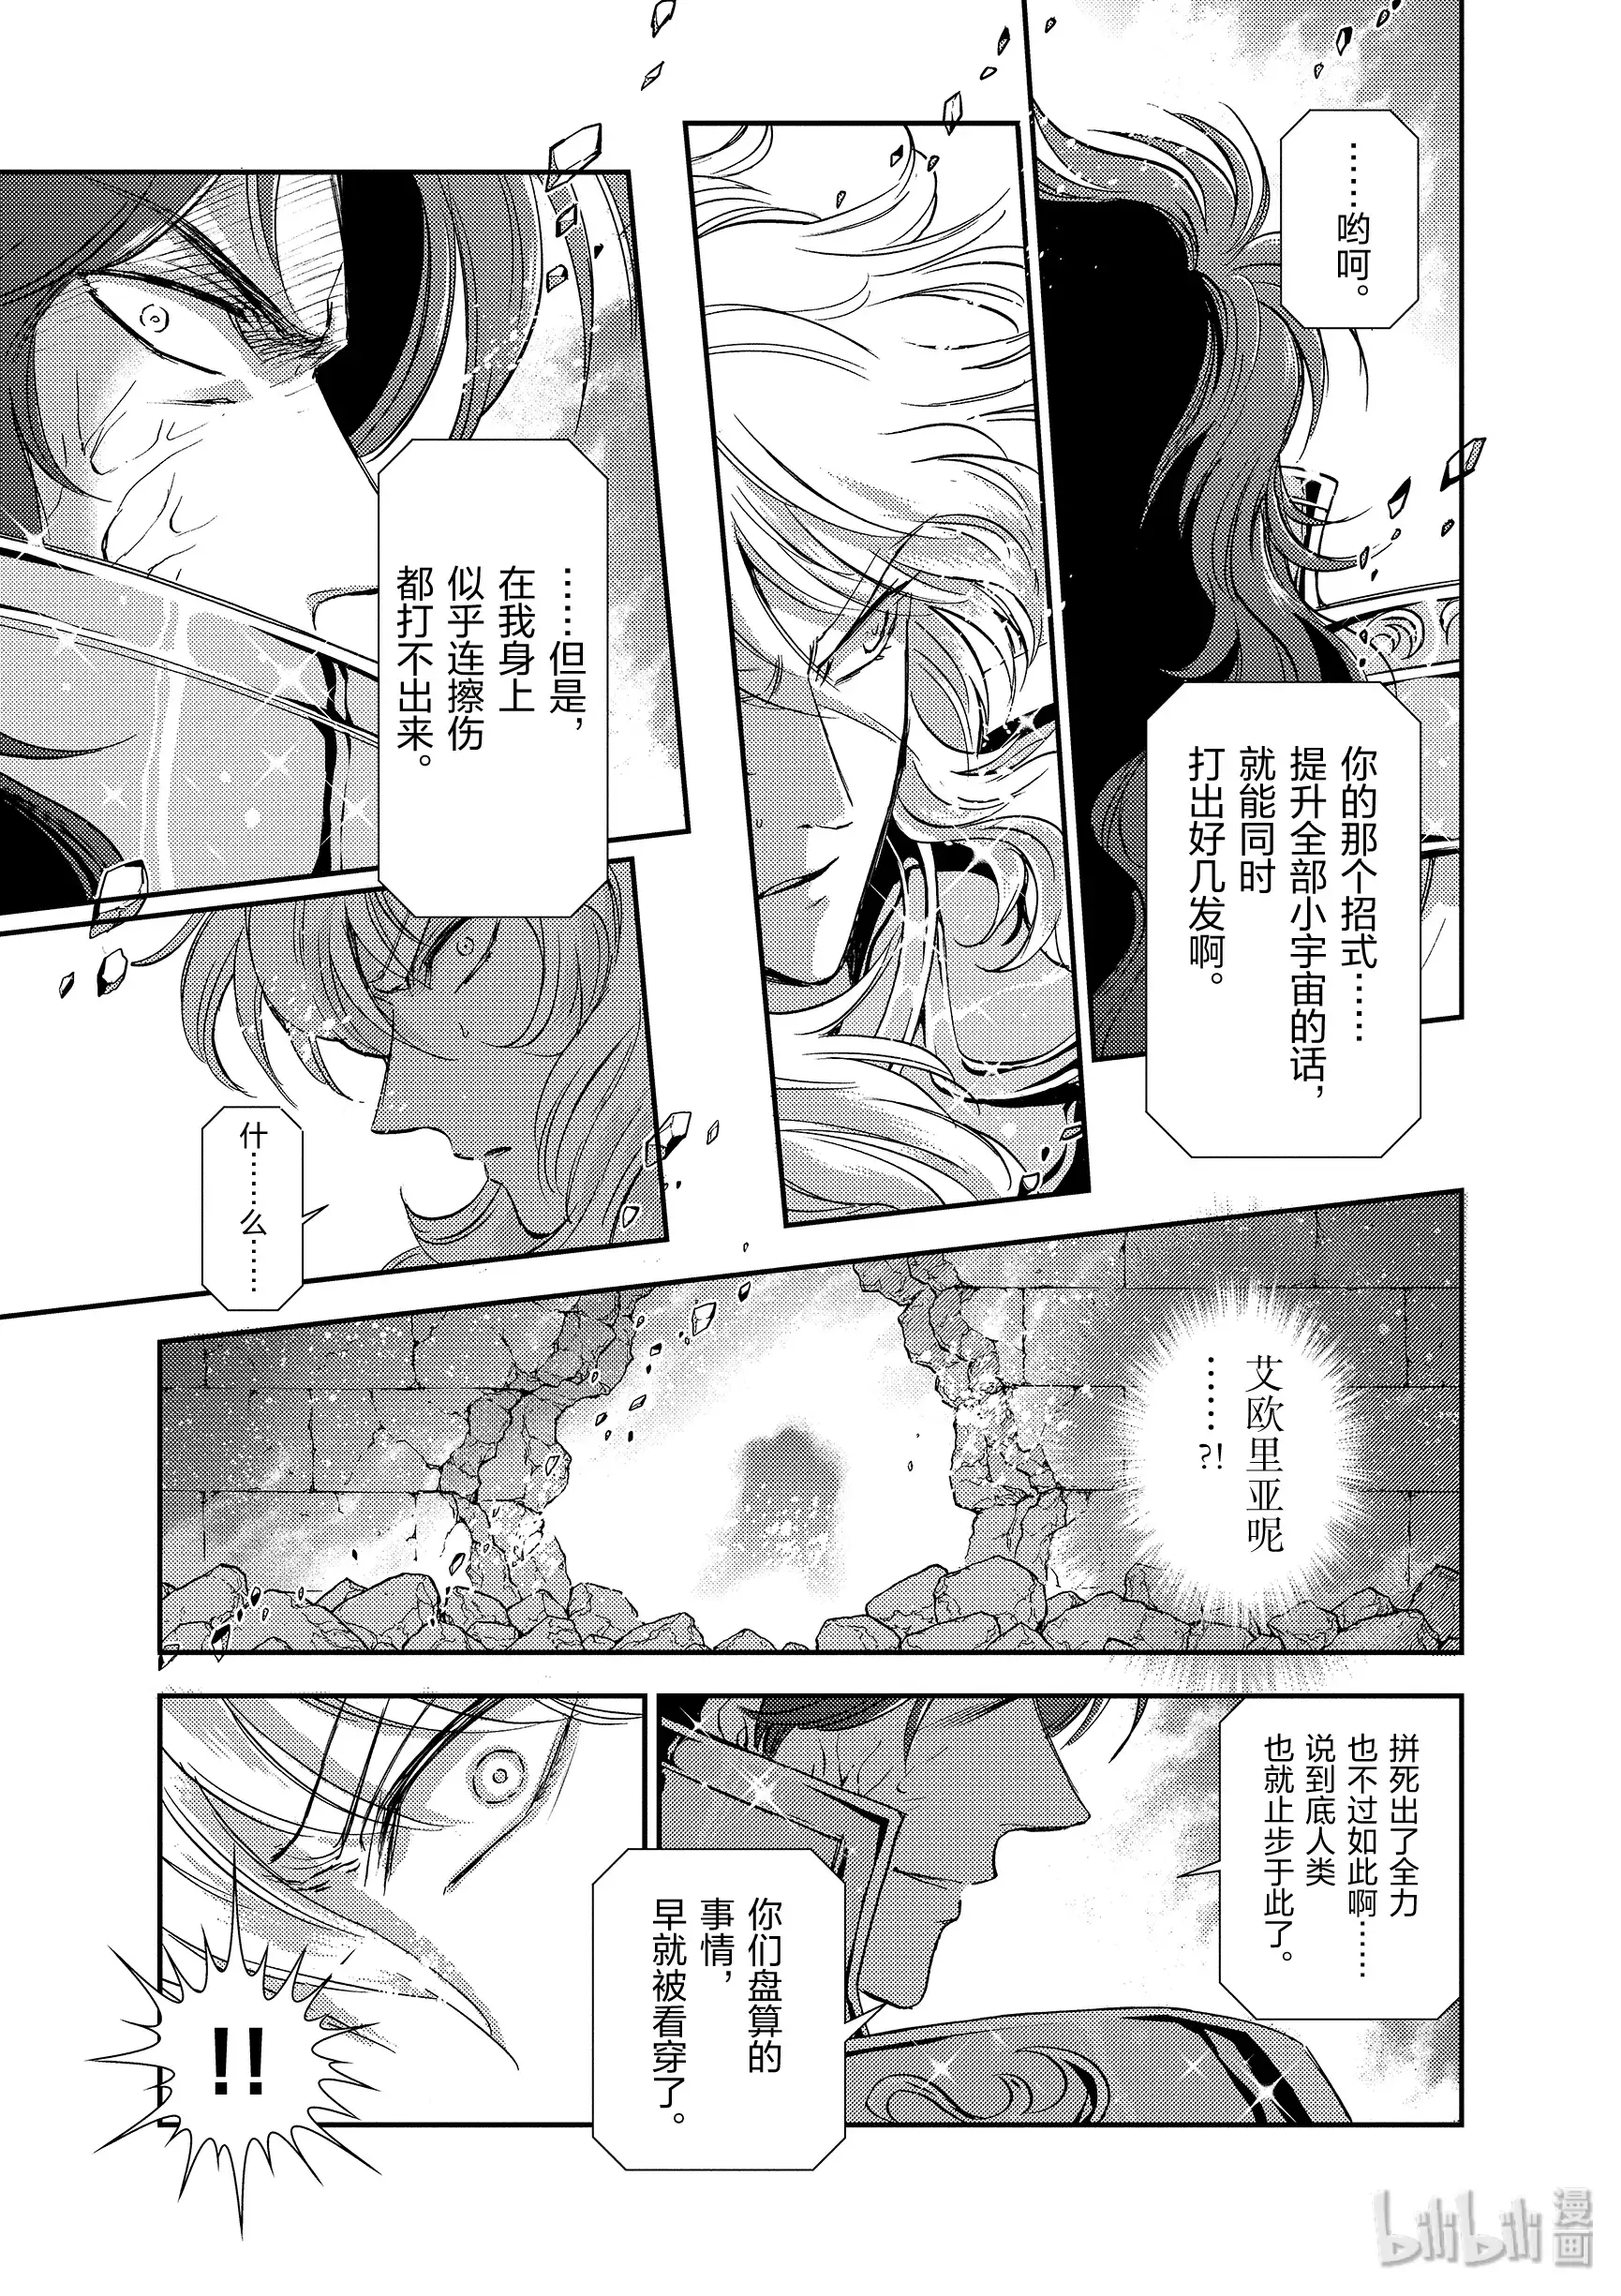 ……哟呵。
你的那个招式……
提升全部小宇宙的话，
就能同时
打出好几发啊。
……但是，
在我身上
似乎连擦伤
都打不出来。
什……么……
艾欧里亚呢
……?!
拼死出了全力
也不过如此啊……
说到底人类
也就止步于此了。
你们盘算的
事情，
早就被看穿了。
!!
bilibili漫画